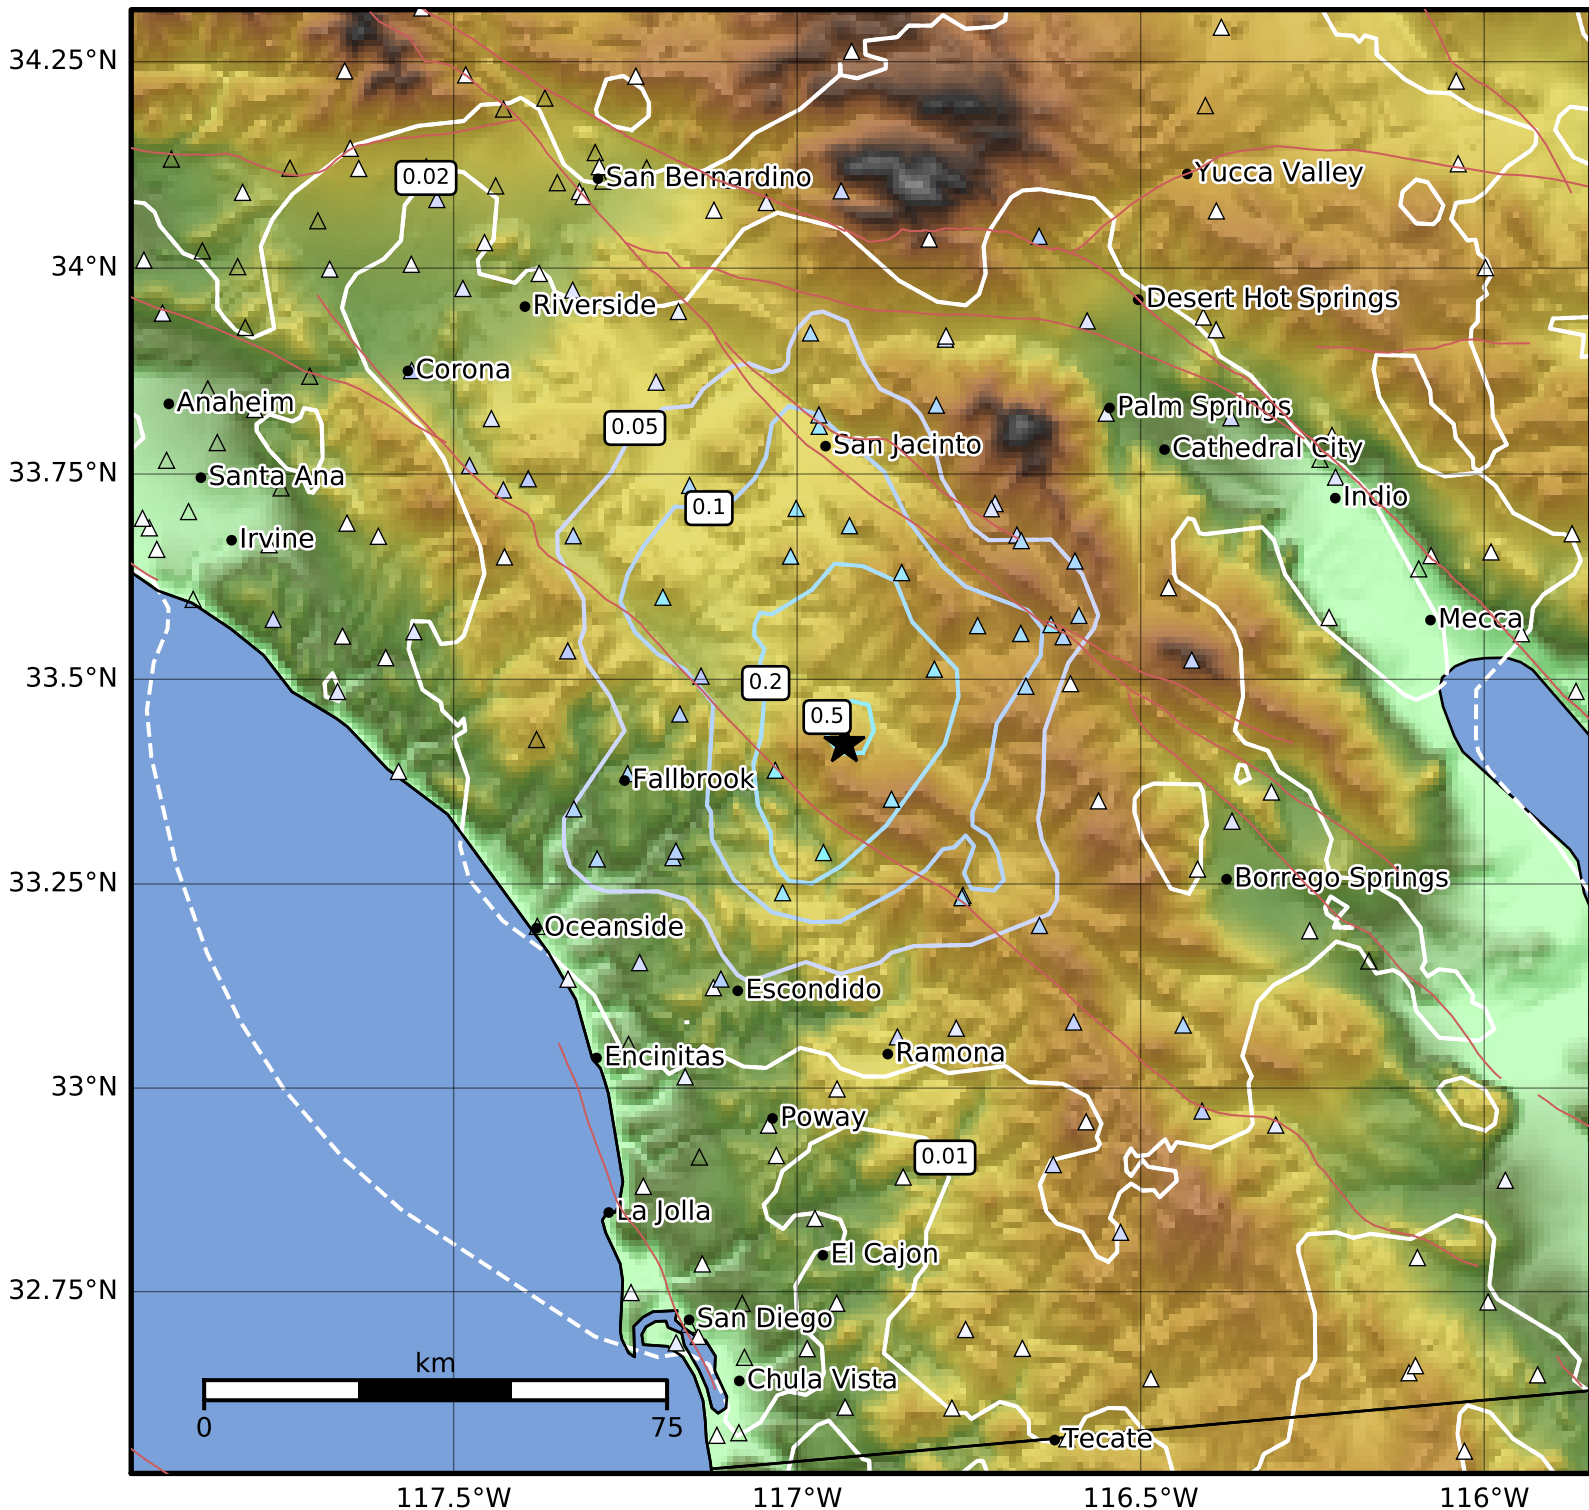 34.25°N
0.02
San Bernardino
Yucca Valley
34°N
Riverside
Desert Hot Springs
Corona
Anaheim
0.05
Palm Springs
San Jacinto
Cathedral City
33.75°N
Santa Ana
0.1
Indio
Irvine
Mecca
33.5°N
0.2
0.5
Fallbrook
33.25°N
Borrego Springs
Oceanside
Escondido
Encinitas
Ramona
33°N
Poway
0.01
La Jolla
El Cajon
32.75°N
San Diego
km
Chula Vista
0
75
Tecate
117.5°W
117°W
116.5°W
116°W